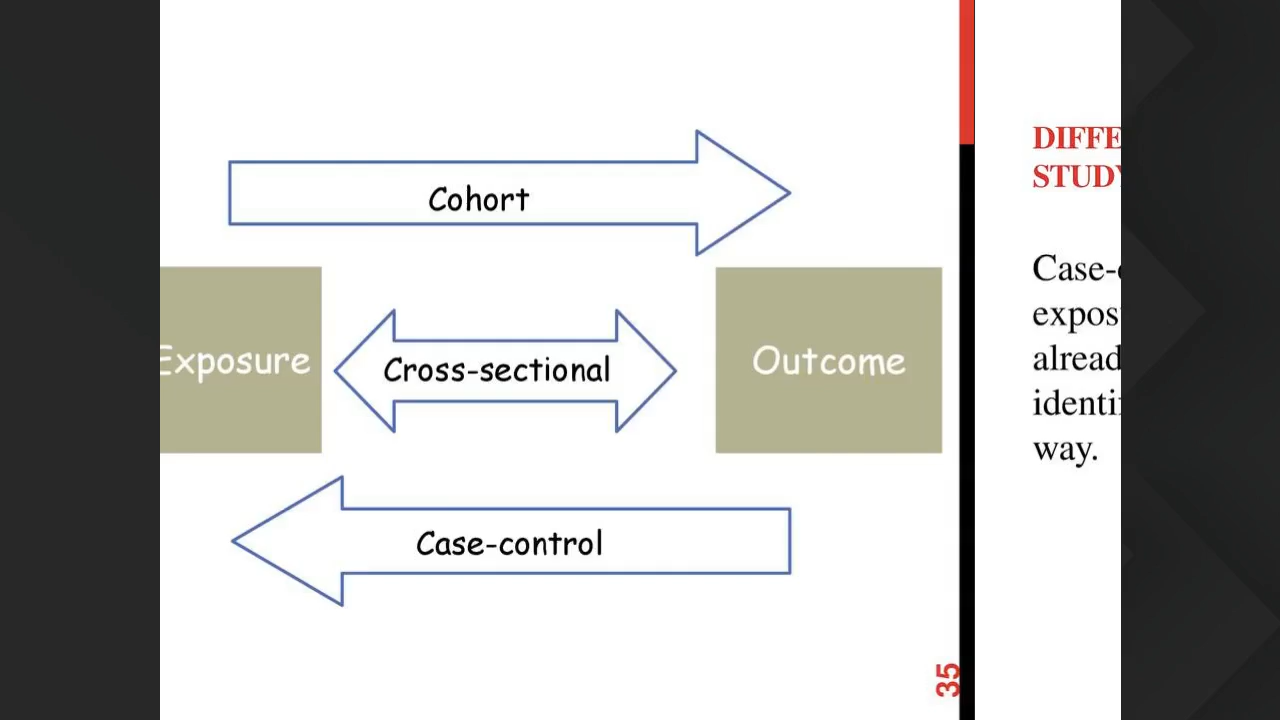 Cohort
Exposure
Cross-sectional
Outcome
Case-control
35
DIFFE
STUDY
Case-
expos
alread
identi
way.